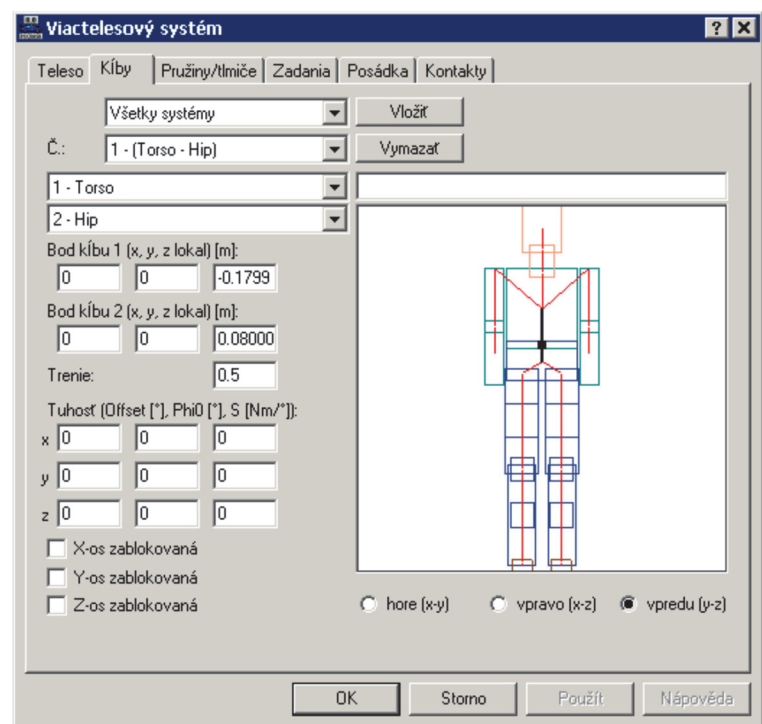 Viactelesový systém
Teleso Kĺby Pružiny/tlmiče Zadania Posádka Kontakty
Všetky systémy Vložiť
Č.: 1 - (Torso - Hip) Vymazať
1 - Torso
2 - Hip
Bod kĺbu 1 (x, y, z lokal) [m]:
0 0 -0.1799
Bod kĺbu 2 (x, y, z lokal) [m]:
0 0 0.08000
Trenie: 0.5
Tuhosť (Offset [°], Phi0 [°], S [Nm/°]):
x 0 0 0
y 0 0 0
z 0 0 0
X-os zablokovaná
Y-os zablokovaná
Z-os zablokovaná
hore (x-y) vpravo (x-z) vpredu (y-z)
OK Storno Použít Nápověda